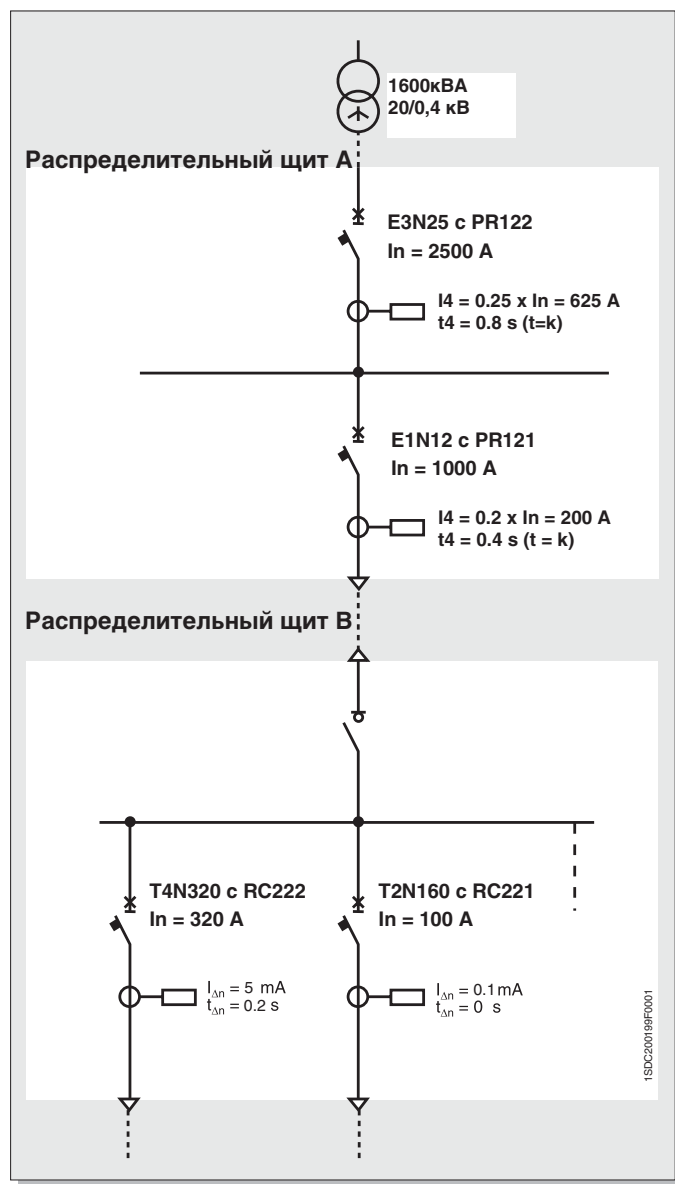 1600кВА
20/0,4 кВ
Распределительный щит А
E3N25 с PR122
In = 2500 А
I4 = 0.25 x In = 625 A
t4 = 0.8 s (t=k)
E1N12 с PR121
In = 1000 А
I4 = 0.2 x In = 200 A
t4 = 0.4 s (t = k)
Распределительный щит В
T4N320 с RC222
In = 320 A
T2N160 с RC221
In = 100 A
IΔn = 5 mA
tΔn = 0.2 s
IΔn = 0.1mA
tΔn = 0 s
1SDC200199F0001